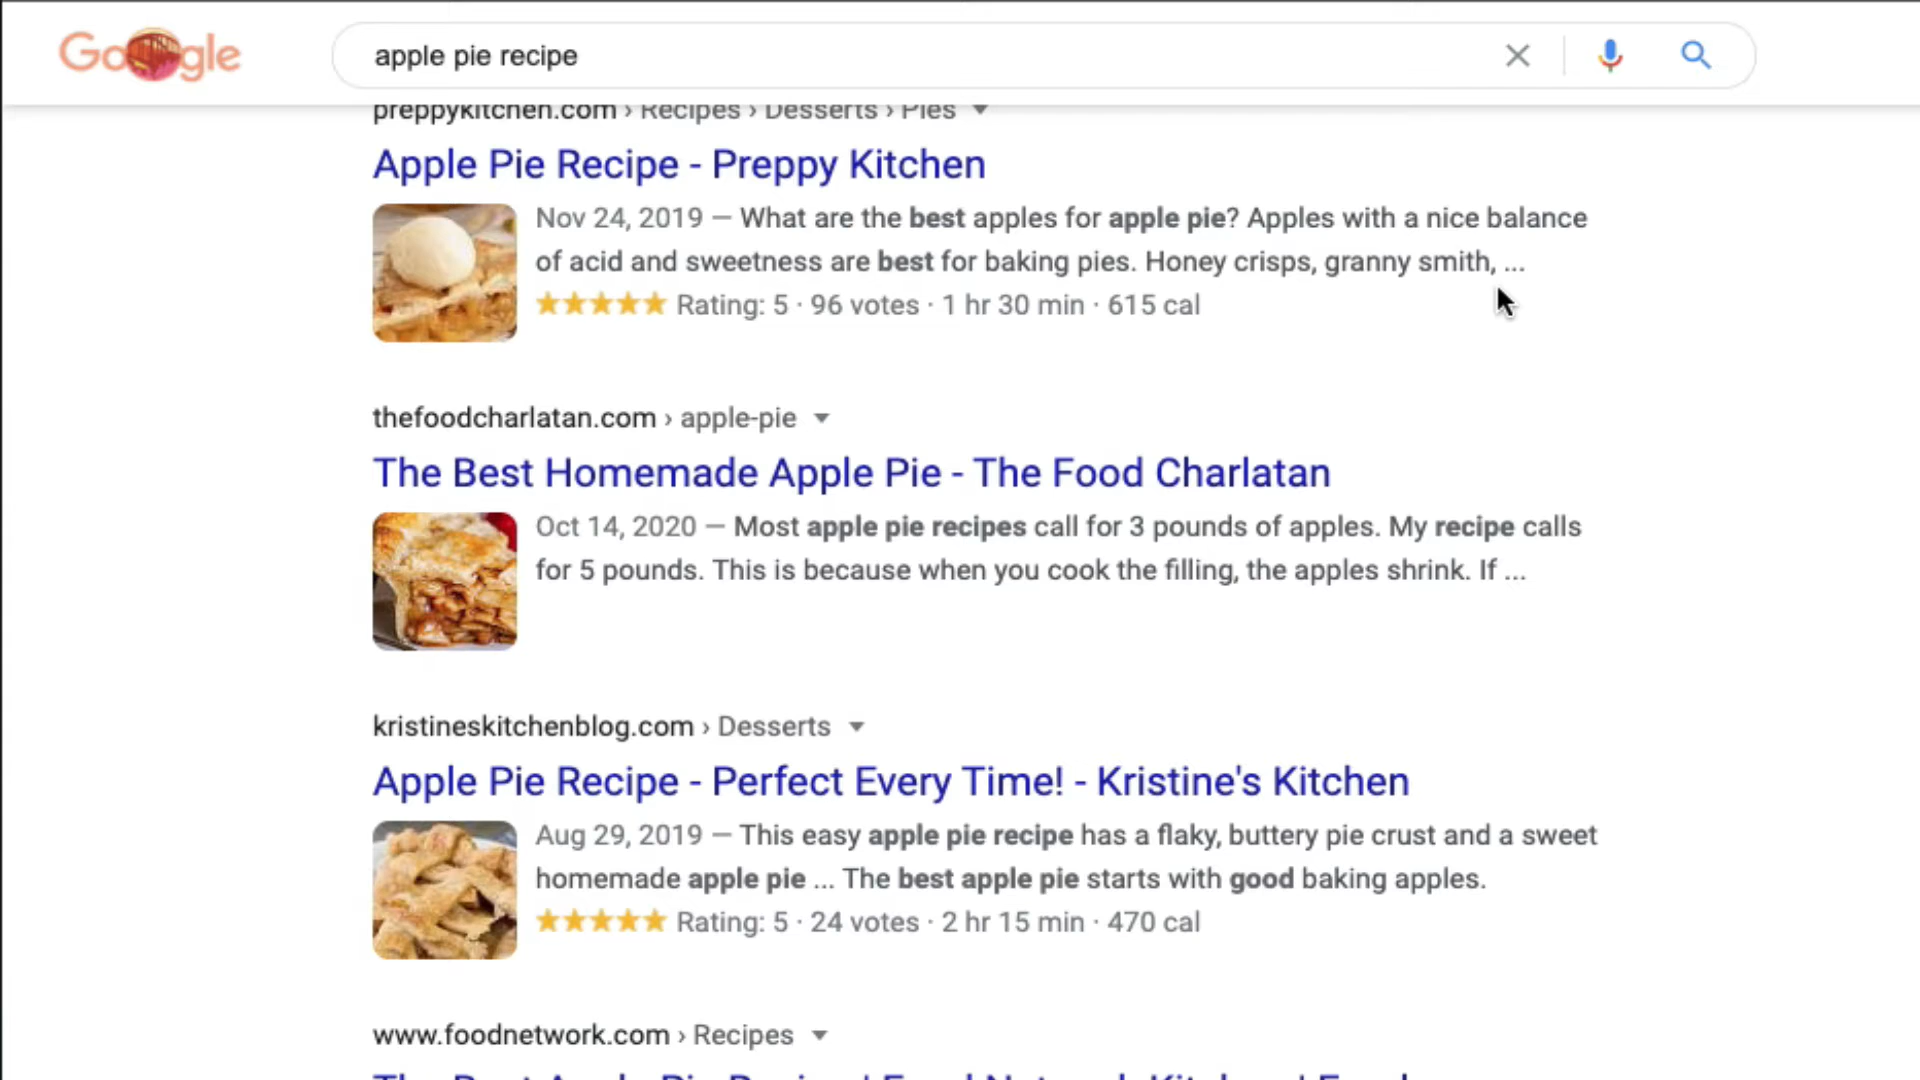 Google
apple pie recipe
preppykitchen.com › Recipes › Desserts › Pies
Apple Pie Recipe - Preppy Kitchen
Nov 24, 2019 — What are the best apples for apple pie? Apples with a nice balance
of acid and sweetness are best for baking pies. Honey crisps, granny smith, ...
Rating: 5 · 96 votes · 1 hr 30 min · 615 cal
thefoodcharlatan.com › apple-pie
The Best Homemade Apple Pie - The Food Charlatan
Oct 14, 2020 — Most apple pie recipes call for 3 pounds of apples. My recipe calls
for 5 pounds. This is because when you cook the filling, the apples shrink. If ...
kristineskitchenblog.com › Desserts
Apple Pie Recipe - Perfect Every Time! - Kristine's Kitchen
Aug 29, 2019 — This easy apple pie recipe has a flaky, buttery pie crust and a sweet
homemade apple pie ... The best apple pie starts with good baking apples.
Rating: 5 · 24 votes · 2 hr 15 min · 470 cal
www.foodnetwork.com › Recipes